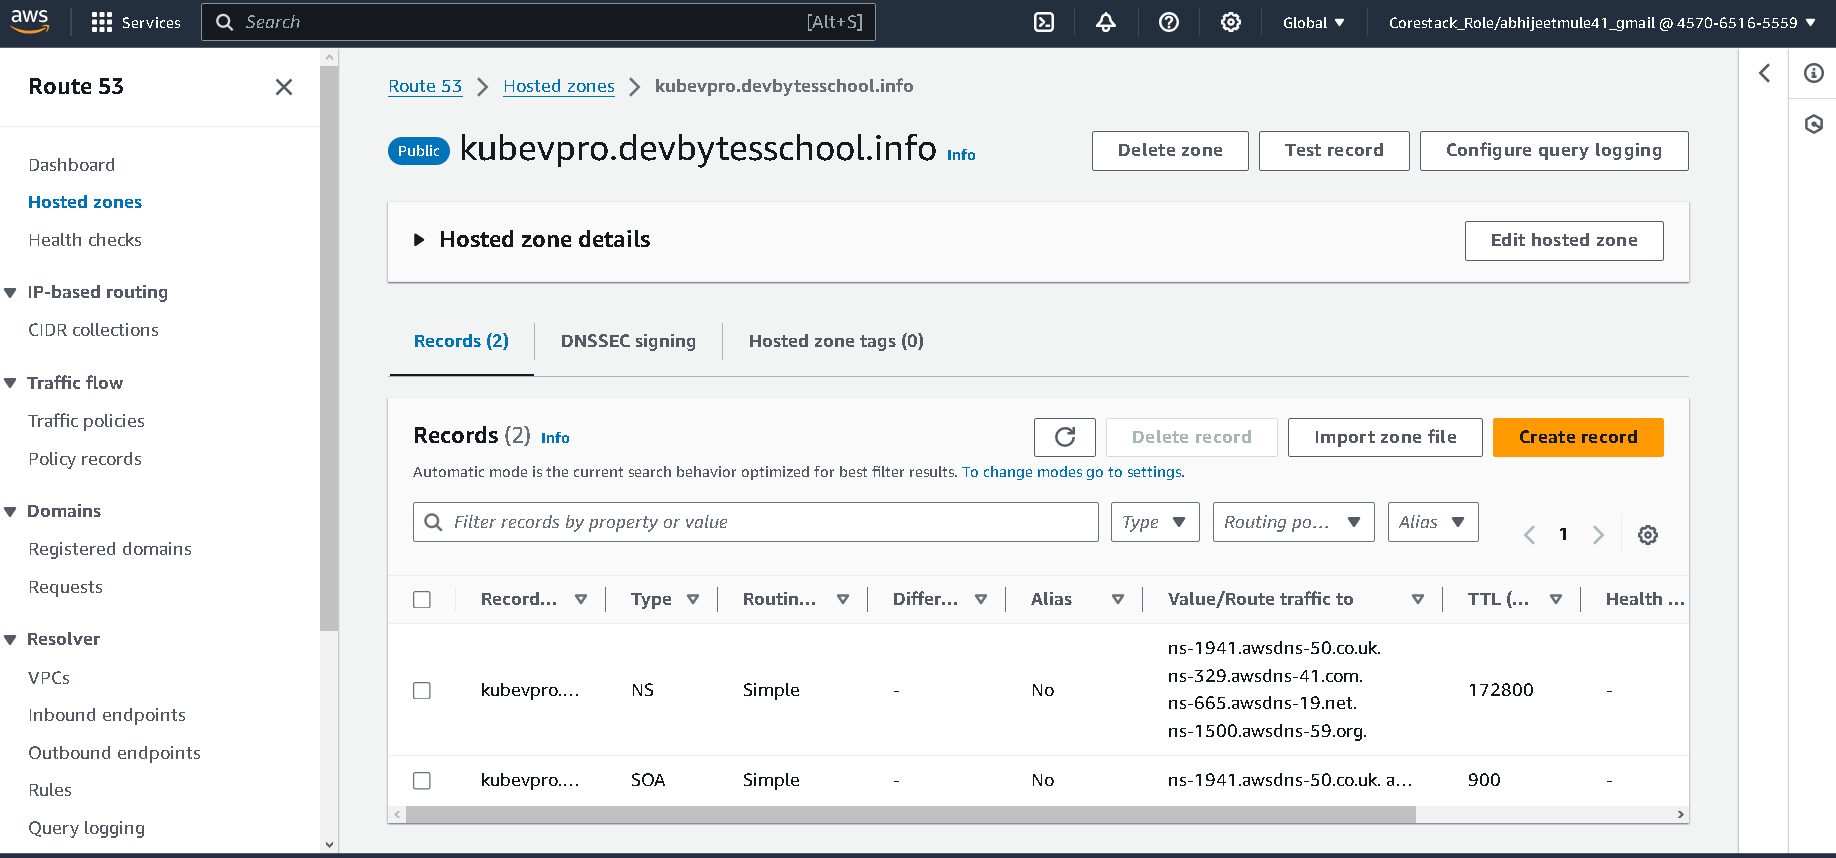 aws
Services
Search
[Alt+S]
Global
Corestack_Role/abhijeetmule41_gmail @ 4570-6516-5559
Route 53
Dashboard
Hosted zones
Health checks
IP-based routing
CIDR collections
Traffic flow
Traffic policies
Policy records
Domains
Registered domains
Requests
Resolver
VPCs
Inbound endpoints
Outbound endpoints
Rules
Query logging
Route 53 > Hosted zones > kubevpro.devbytesschool.info
Public kubevpro.devbytesschool.info Info
Delete zone
Test record
Configure query logging
Hosted zone details
Edit hosted zone
Records (2)
DNSSEC signing
Hosted zone tags (0)
Records (2) Info
Delete record
Import zone file
Create record
Automatic mode is the current search behavior optimized for best filter results. To change modes go to settings.
Filter records by property or value
Type
Routing po...
Alias
1
Record... Type Routin... Differ... Alias Value/Route traffic to TTL (... Health ...
kubevpro.... NS Simple - No ns-1941.awsdns-50.co.uk.
ns-329.awsdns-41.com.
ns-665.awsdns-19.net.
ns-1500.awsdns-59.org.
172800 -
kubevpro.... SOA Simple - No ns-1941.awsdns-50.co.uk. a... 900 -